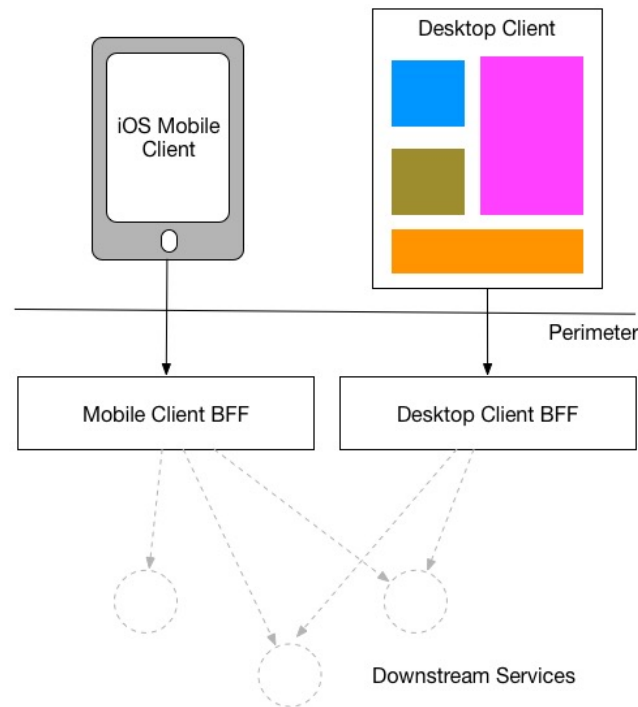 iOS Mobile
Client
Desktop Client
Perimeter
Mobile Client BFF
Desktop Client BFF
Downstream Services